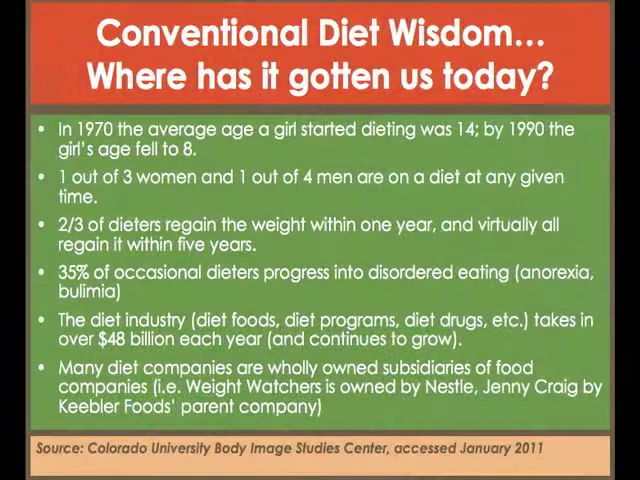 Conventional Diet Wisdom…
Where has it gotten us today?
• In 1970 the average age a girl started dieting was 14; by 1990 the
girl's age fell to 8.
• 1 out of 3 women and 1 out of 4 men are on a diet at any given
time.
• 2/3 of dieters regain the weight within one year, and virtually all
regain it within five years.
• 35% of occasional dieters progress into disordered eating (anorexia,
bulimia)
• The diet industry (diet foods, diet programs, diet drugs, etc.) takes in
over $48 billion each year (and continues to grow).
• Many diet companies are wholly owned subsidiaries of food
companies (i.e. Weight Watchers is owned by Nestle, Jenny Craig by
Keebler Foods' parent company)
Source: Colorado University Body Image Studies Center, accessed January 2011